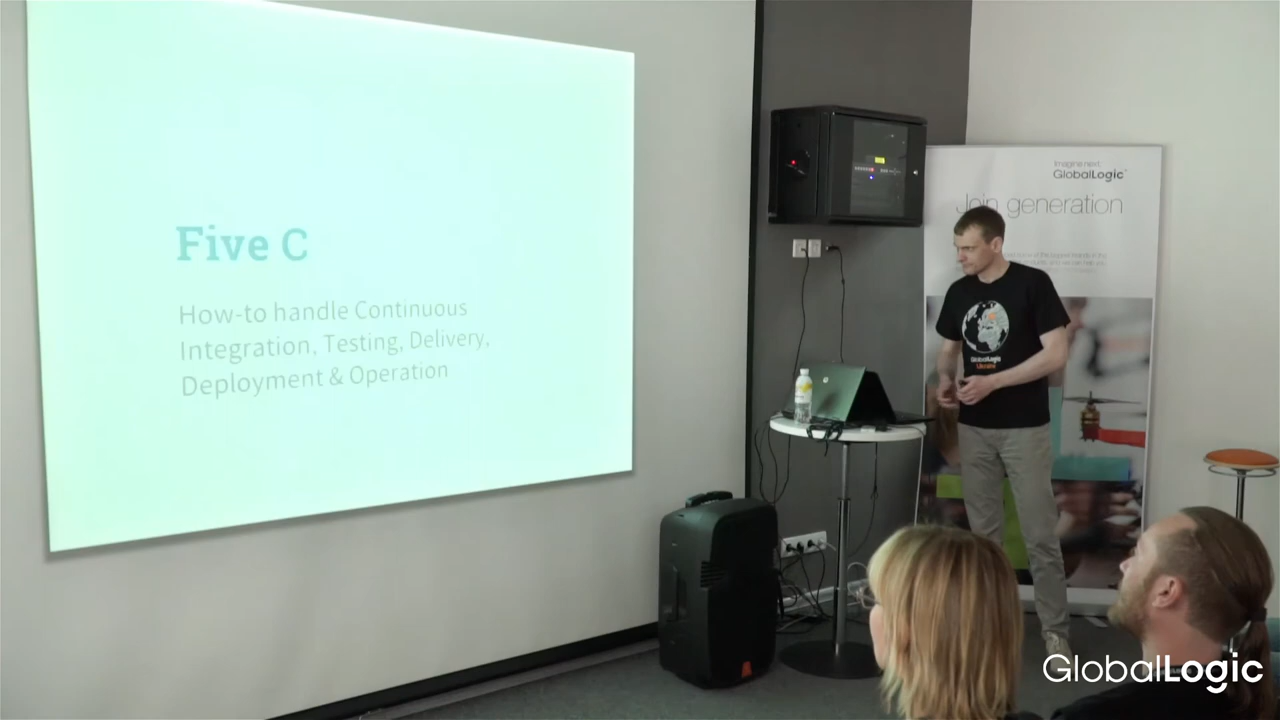 Five C
How-to handle Continuous
Integration, Testing, Delivery,
Deployment & Operation
Imagine next.
GlobalLogic
Join generation
GlobalLogic
Ukraine
GlobalLogic